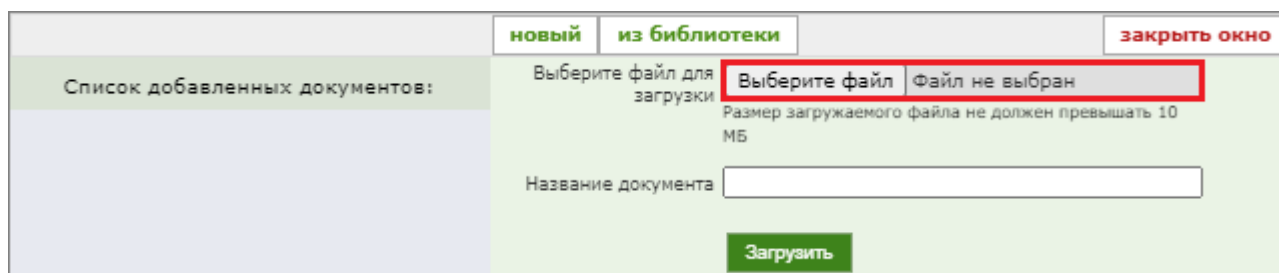 новый из библиотеки закрыть окно
Список добавленных документов:
Выберите файл для
загрузки
Выберите файл Файл не выбран
Размер загружаемого файла не должен превышать 10
МБ
Название документа
Загрузить